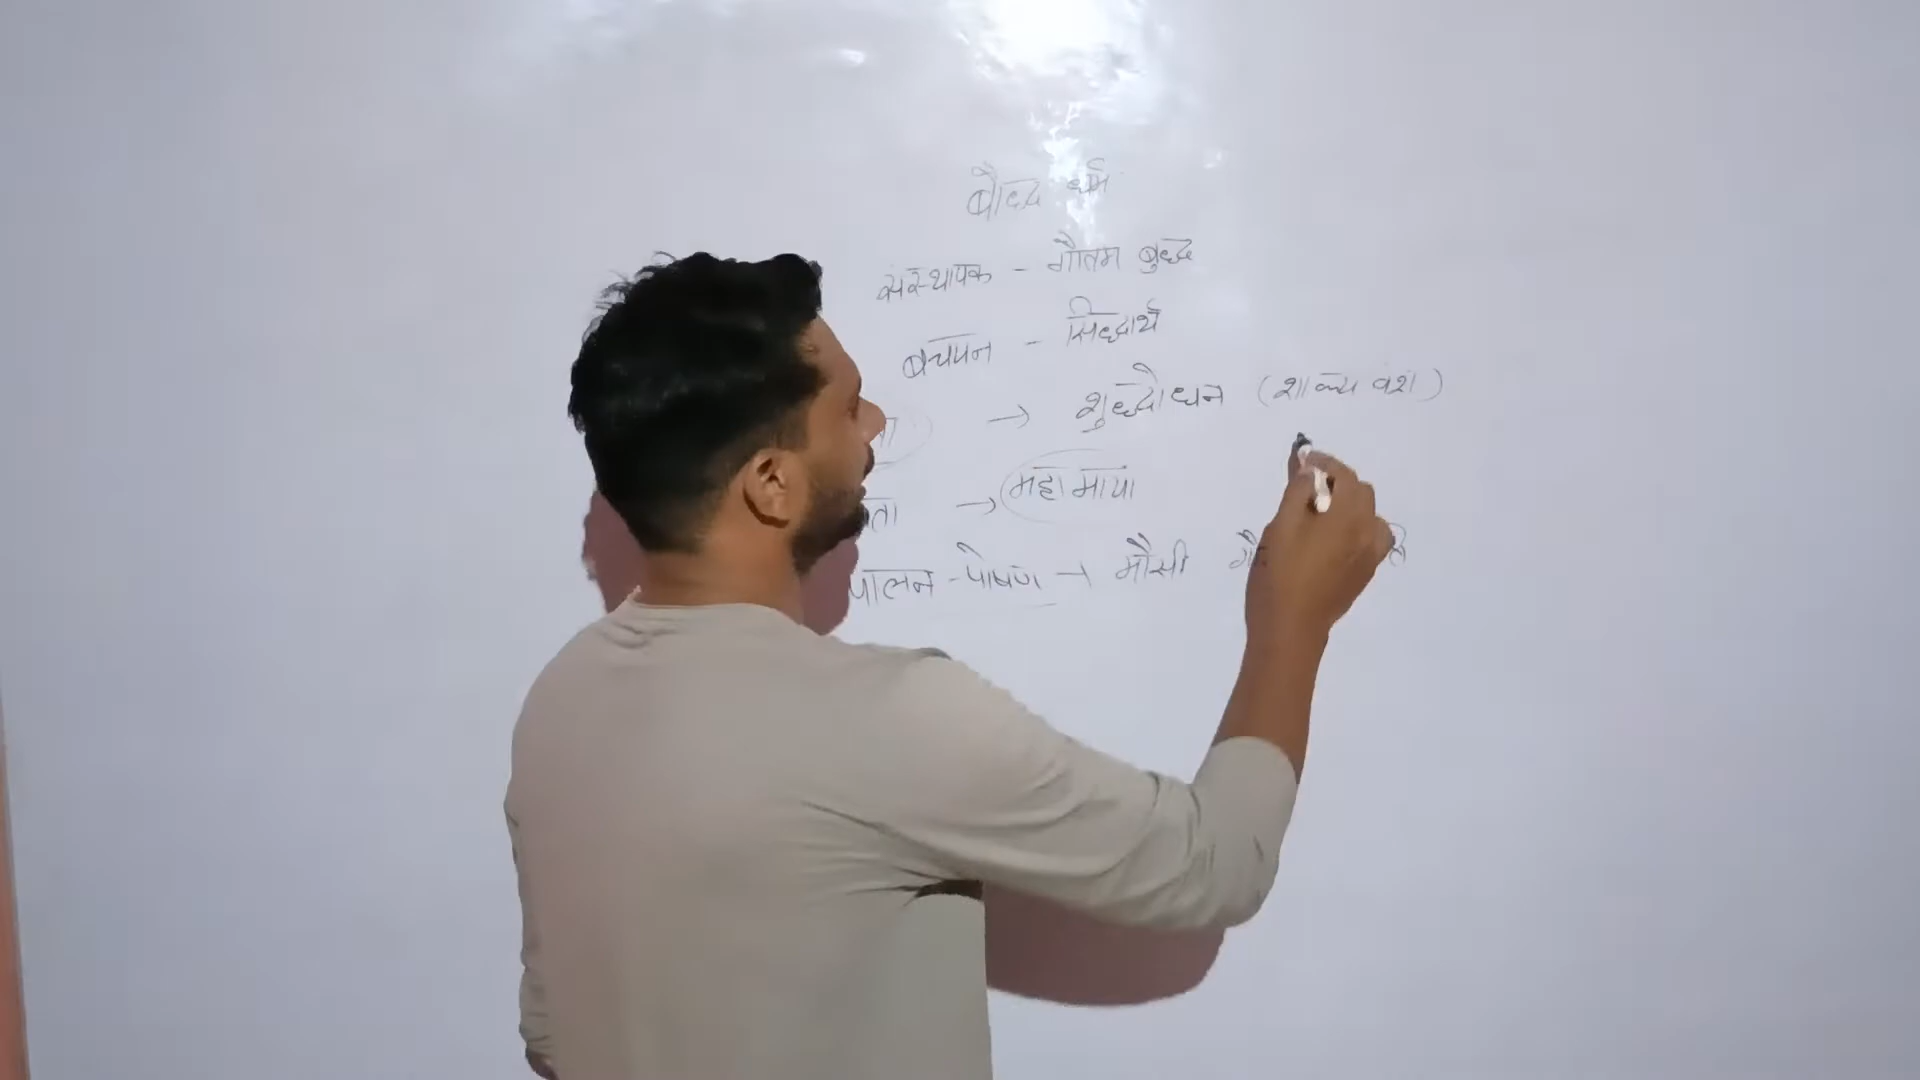 बौद्ध धर्म
संस्थापक - गौतम बुद्ध
बचपन - सिद्धार्थ
→ शुद्धोधन (शाक्य वंश)
→ महामाया
पालन-पोषण → मौसी